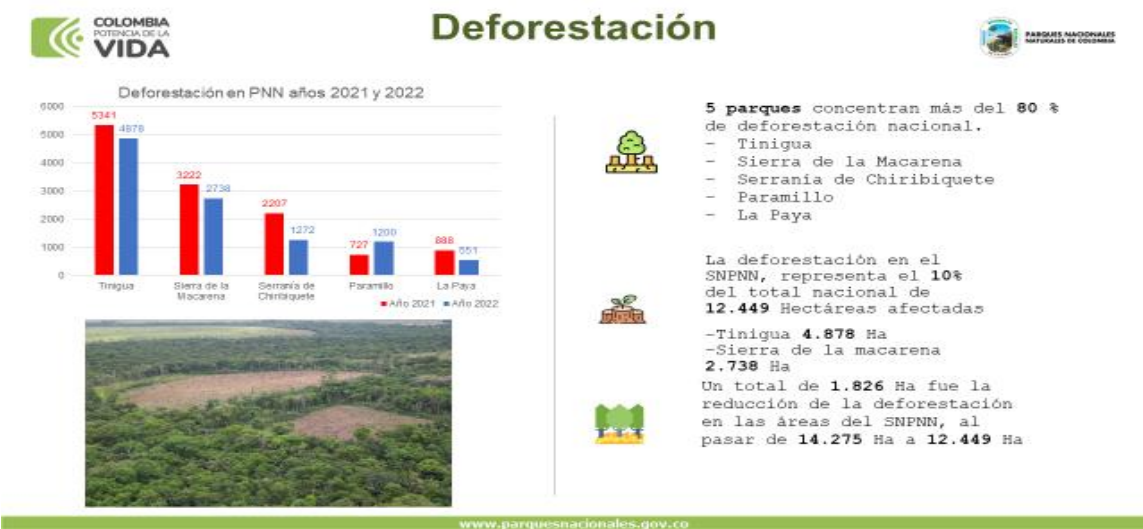 COLOMBIA
POTENCIA DE LA
VIDA
Deforestación
PARQUES NACIONALES
NATURALES DE COLOMBIA
Deforestación en PNN años 2021 y 2022
6000
5000
4000
3000
2000
1000
0
5341
4878
3222
2738
2207
1272
727
1200
888
551
Tinigua
Sierra de la
Macarena
Serranía de
Chiribiquete
Paramillo
La Paya
Año 2021
Año 2022
5 parques concentran más del 80 %
de deforestación nacional.
- Tinigua
- Sierra de la Macarena
- Serranía de Chiribiquete
- Paramillo
- La Paya
La deforestación en el
SNPNN, representa el 10%
del total nacional de
12.449 Hectáreas afectadas
-Tinigua 4.878 Ha
-Sierra de la macarena
2.738 Ha
Un total de 1.826 Ha fue la
reducción de la deforestación
en las áreas del SNPNN, al
pasar de 14.275 Ha a 12.449 Ha
www.parquesnacionales.gov.co